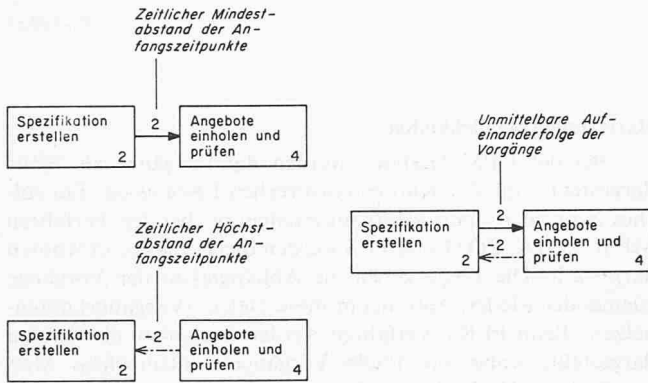 Zeitlicher Mindest-
abstand der An-
fangszeitpunkte
Spezifikation
erstellen
2
2
Angebote
einholen und
prüfen
4
Zeitlicher Höchst-
abstand der An-
fangszeitpunkte
Spezifikation
erstellen
2
-2
Angebote
einholen und
prüfen
4
Unmittelbare Auf-
einanderfolge der
Vorgänge
Spezifikation
erstellen
2
2
-2
Angebote
einholen und
prüfen
4